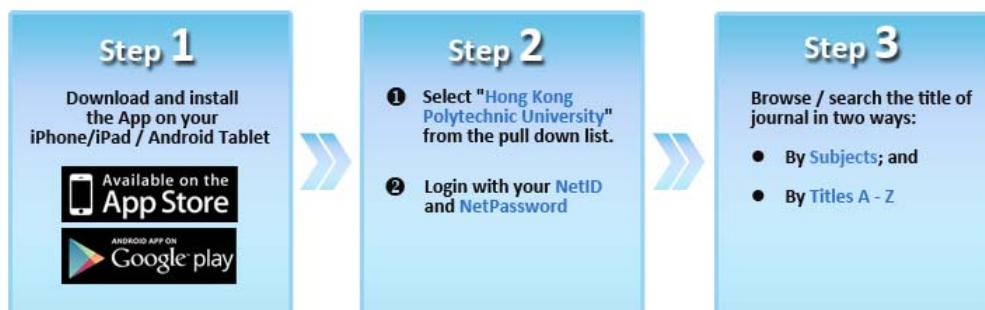 Step 1
Download and install
the App on your
iPhone/iPad / Android Tablet
Available on the
App Store
ANDROID APP ON
Google play
Step 2
❶ Select "Hong Kong
Polytechnic University"
from the pull down list.
❷ Login with your NetID
and NetPassword
Step 3
Browse / search the title of
journal in two ways:
● By Subjects; and
● By Titles A - Z